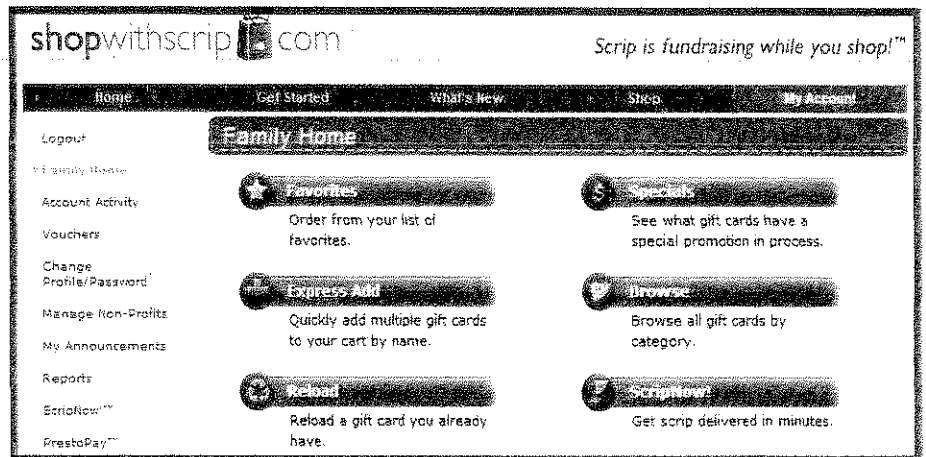 shopwithscrip com
Scrip is fundraising while you shop!™
Home Get Started What's New Shop My Account
Logout
Family Home
Family Home
Account Activity
Vouchers
Change
Profile/Password
Manage Non-Profits
My Announcements
Reports
ScripNow!™
PrestoPay™
Favorites
Order from your list of
favorites.
Specials
See what gift cards have a
special promotion in process.
Express Add
Quickly add multiple gift cards
to your cart by name.
Browse
Browse all gift cards by
category.
Reload
Reload a gift card you already
have.
ScripNow!
Get scrip delivered in minutes.